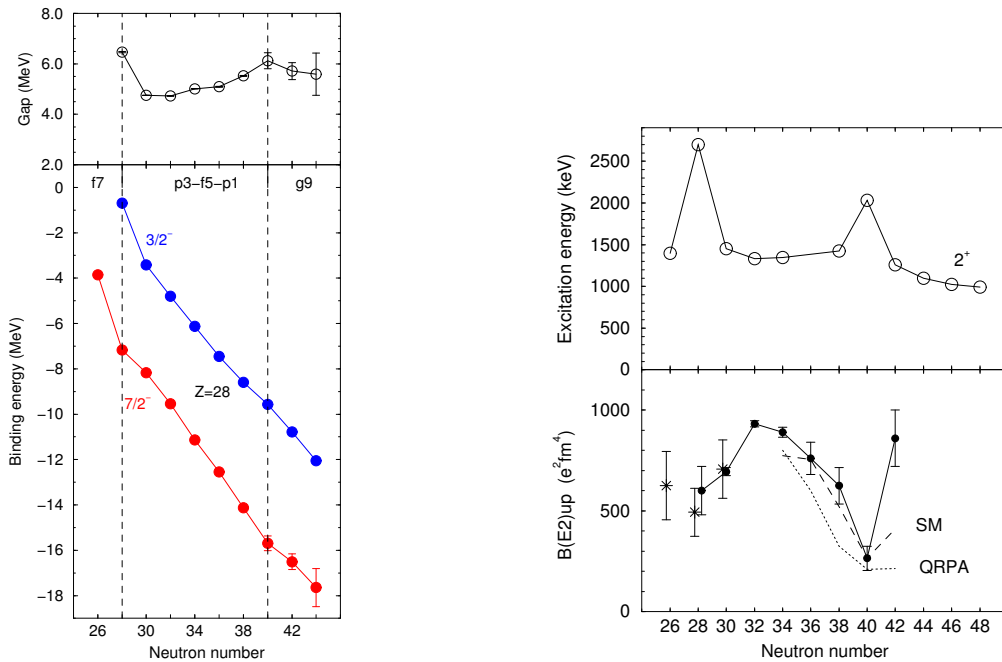 8.0
6.0
4.0
2.0
Gap (MeV)
f7 p3−f5−p1 g9
0
−2
−4
−6
−8
−10
−12
−14
−16
−18
Binding energy (MeV)
3/2⁻
Z=28
7/2⁻
26 30 34 38 42
Neutron number
2500
2000
1500
1000
500
0
Excitation energy (keV)
2⁺
1000
500
0
B(E2)up (e²fm⁴)
SM
QRPA
26 28 30 32 34 36 38 40 42 44 46 48
Neutron number